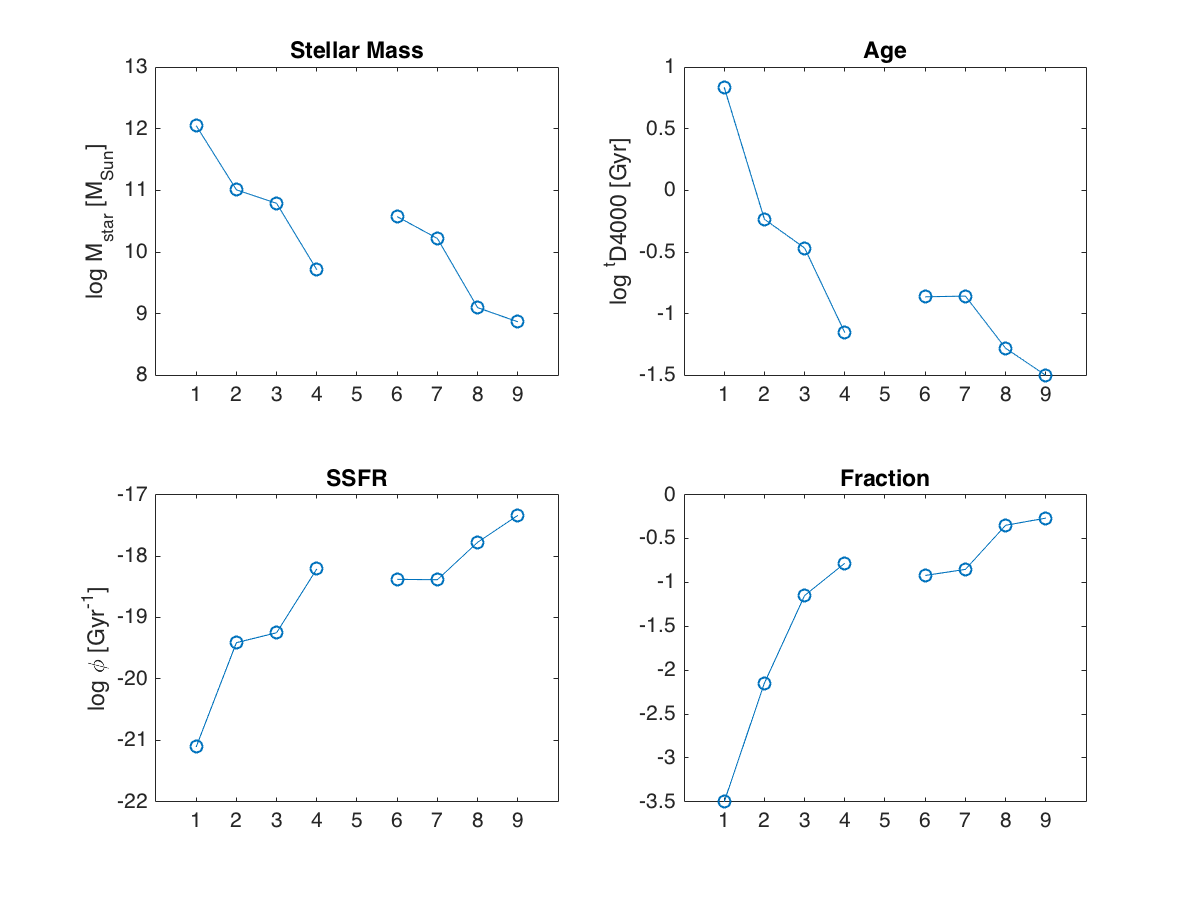 Stellar Mass
log M_star [M_Sun]
13
12
11
10
9
8
1 2 3 4 5 6 7 8 9
Age
log ^tD4000 [Gyr]
1
0.5
0
-0.5
-1
-1.5
1 2 3 4 5 6 7 8 9
SSFR
log ϕ [Gyr^-1]
-17
-18
-19
-20
-21
-22
1 2 3 4 5 6 7 8 9
Fraction
0
-0.5
-1
-1.5
-2
-2.5
-3
-3.5
1 2 3 4 5 6 7 8 9